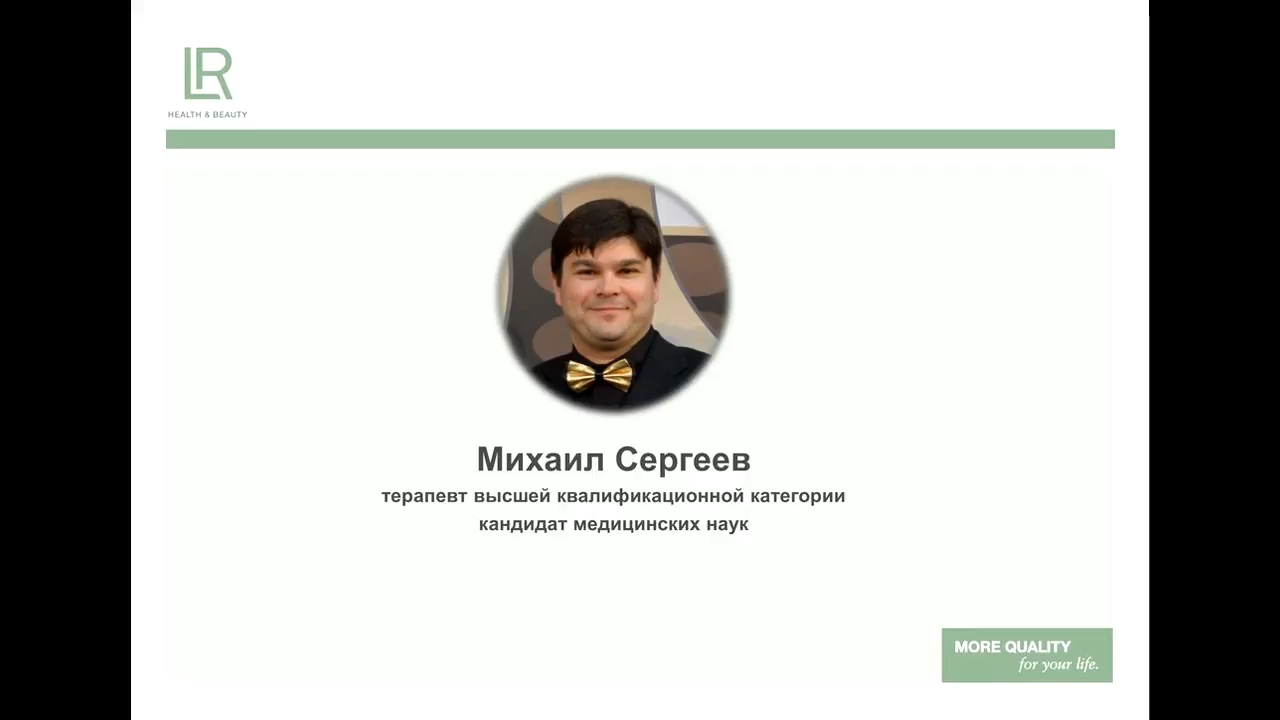 LR
HEALTH & BEAUTY
Михаил Сергеев
терапевт высшей квалификационной категории
кандидат медицинских наук
MORE QUALITY
for your life.